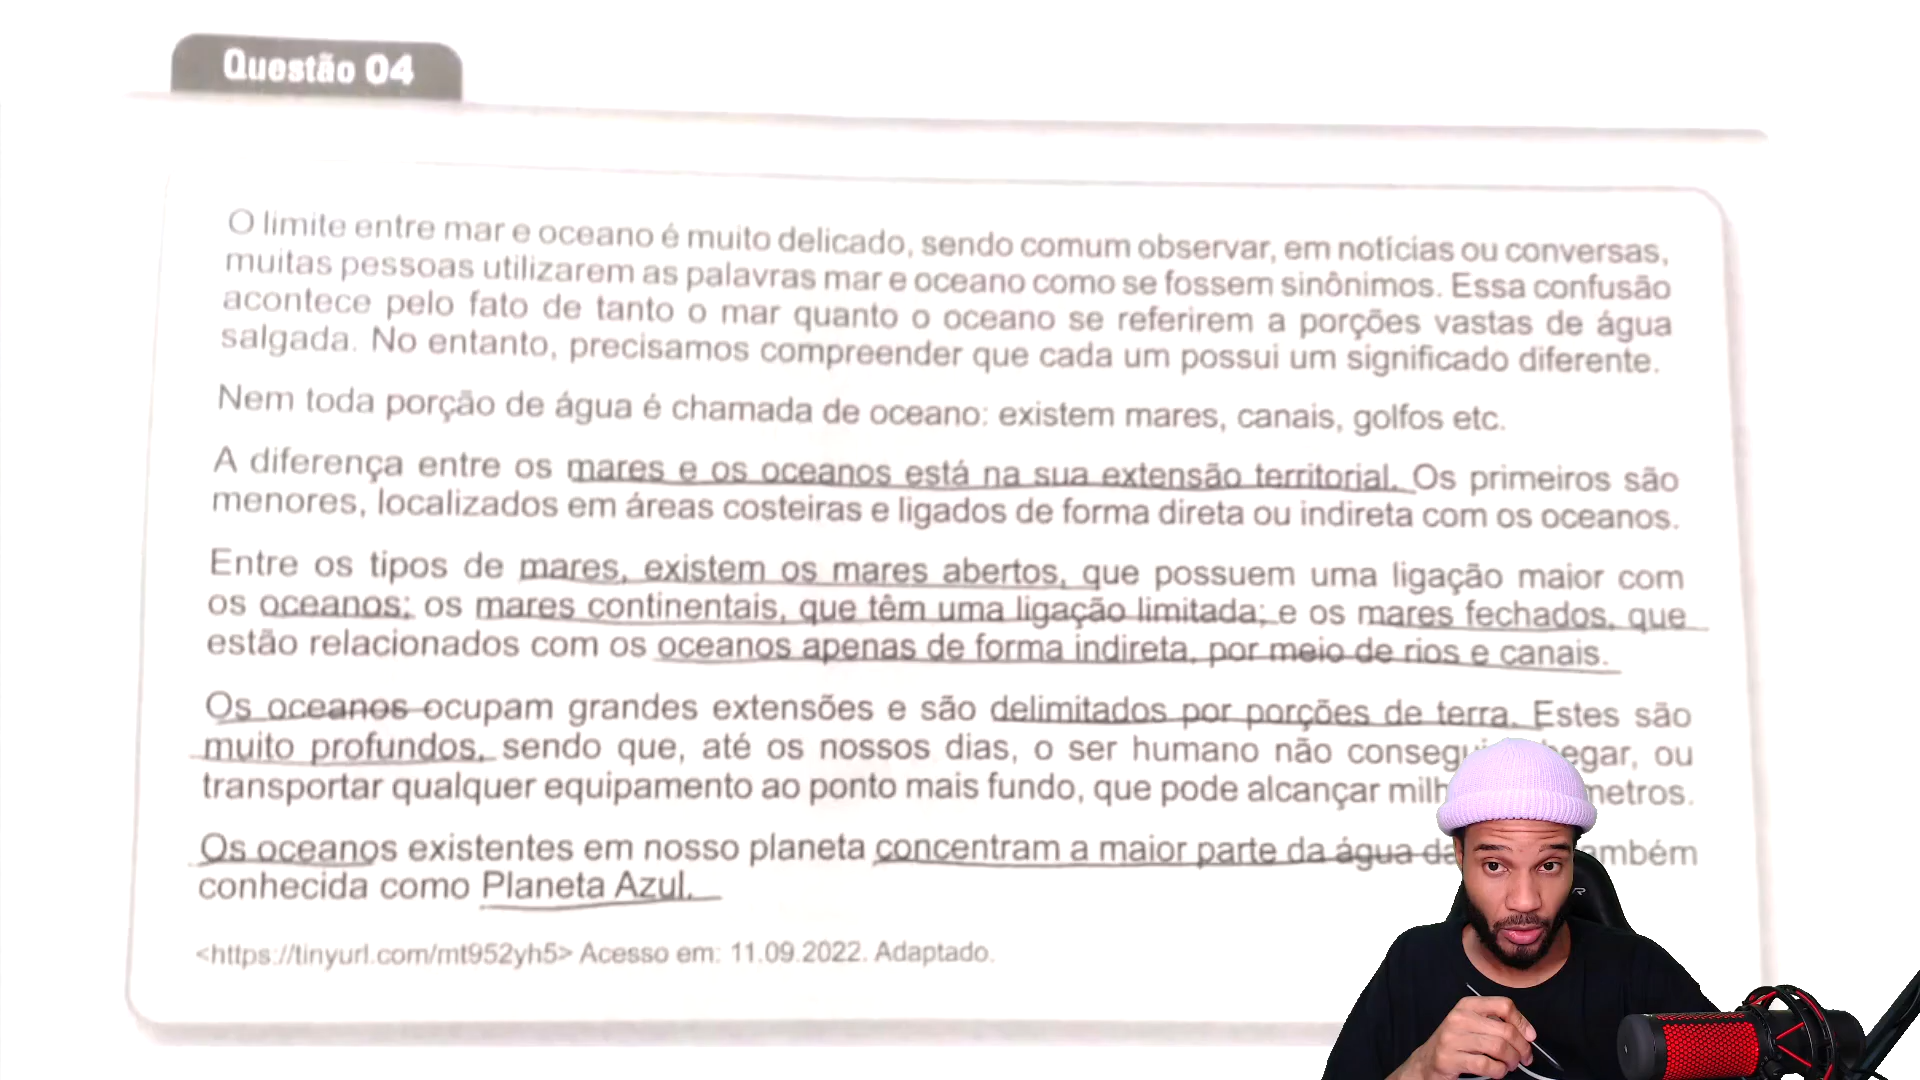 Questão 04
O limite entre mar e oceano é muito delicado, sendo comum observar, em notícias ou conversas,
muitas pessoas utilizarem as palavras mar e oceano como se fossem sinônimos. Essa confusão
acontece pelo fato de tanto o mar quanto o oceano se referirem a porções vastas de água
salgada. No entanto, precisamos compreender que cada um possui um significado diferente.
Nem toda porção de água é chamada de oceano: existem mares, canais, golfos etc.
A diferença entre os mares e os oceanos está na sua extensão territorial. Os primeiros são
menores, localizados em áreas costeiras e ligados de forma direta ou indireta com os oceanos.
Entre os tipos de mares, existem os mares abertos, que possuem uma ligação maior com
os oceanos; os mares continentais, que têm uma ligação limitada; e os mares fechados, que
estão relacionados com os oceanos apenas de forma indireta, por meio de rios e canais.
Os oceanos ocupam grandes extensões e são delimitados por porções de terra. Estes são
muito profundos, sendo que, até os nossos dias, o ser humano não ou
transportar qualquer equipamento ao ponto mais fundo, que pode alcançar metros.
Os oceanos existentes em nosso planeta concentram a maior parte da água
conhecida como Planeta Azul.
<https://tinyurl.com/mt952yh5> Acesso em: 11.09.2022. Adaptado.